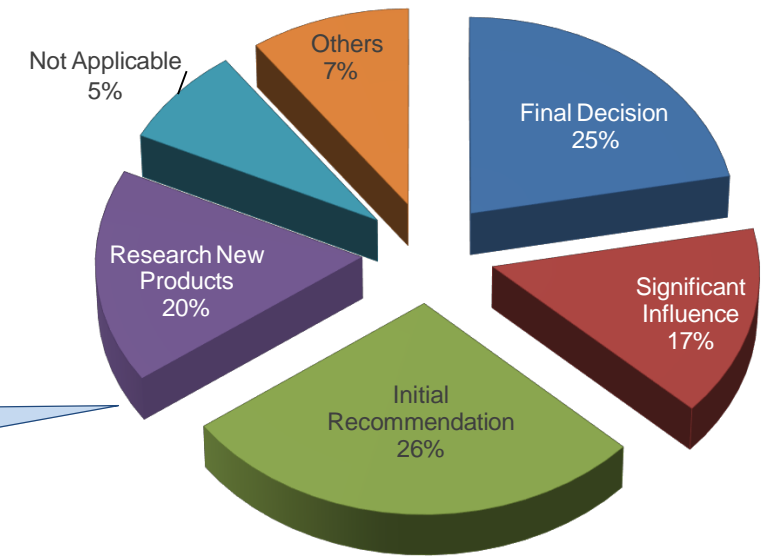 Others
7%
Not Applicable
5%
Final Decision
25%
Significant
Influence
17%
Research New
Products
20%
Initial
Recommendation
26%